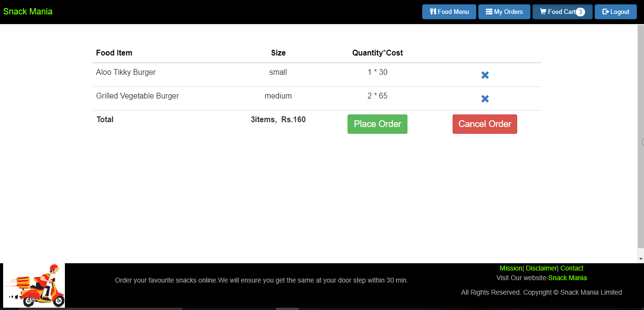 Snack Mania
Food Menu
My Orders
Food Cart 3
Logout
Food Item Size Quantity*Cost
Aloo Tikky Burger small 1 * 30
Grilled Vegetable Burger medium 2 * 65
Total 3items, Rs.160 Place Order Cancel Order
Order your favourite snacks online.We will ensure you get the same at your door step within 30 min.
Mission| Disclaimer| Contact
Visit Our website-Snack Mania
All Rights Reserved. Copyright © Snack Mania Limited